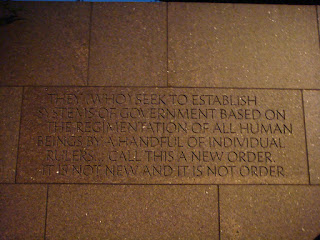 THEY (WHO) SEEK TO ESTABLISH
SYSTEMS OF GOVERNMENT BASED ON
THE REGIMENTATION OF ALL HUMAN
BEINGS BY A HANDFUL OF INDIVIDUAL
RULERS... CALL THIS A NEW ORDER.
IT IS NOT NEW AND IT IS NOT ORDER.